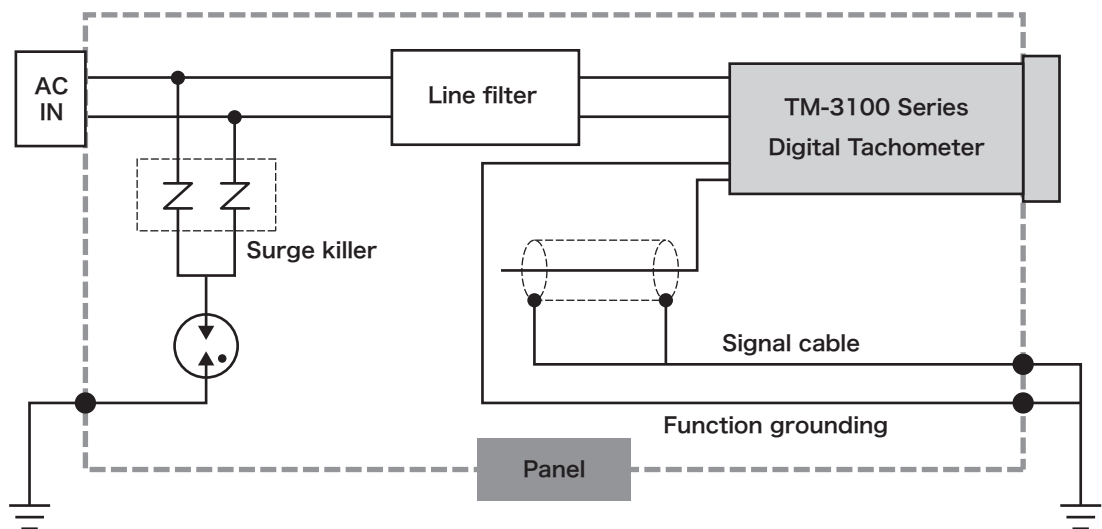 AC
IN
Line filter
TM-3100 Series
Digital Tachometer
Surge killer
Signal cable
Function grounding
Panel